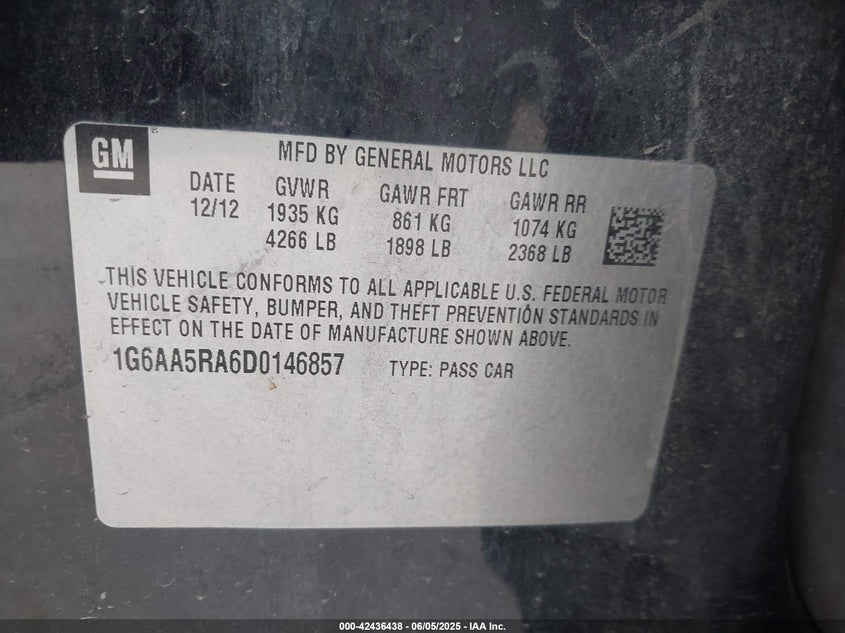 GM
®
MFD BY GENERAL MOTORS LLC
DATE GVWR GAWR FRT GAWR RR
12/12 1935 KG 861 KG 1074 KG
4266 LB 1898 LB 2368 LB
THIS VEHICLE CONFORMS TO ALL APPLICABLE U.S. FEDERAL MOTOR
VEHICLE SAFETY, BUMPER, AND THEFT PREVENTION STANDARDS IN
EFFECT ON THE DATE OF MANUFACTURE SHOWN ABOVE.
1G6AA5RA6D0146857 TYPE: PASS CAR
000-42436438 - 06/05/2025 - IAA Inc.